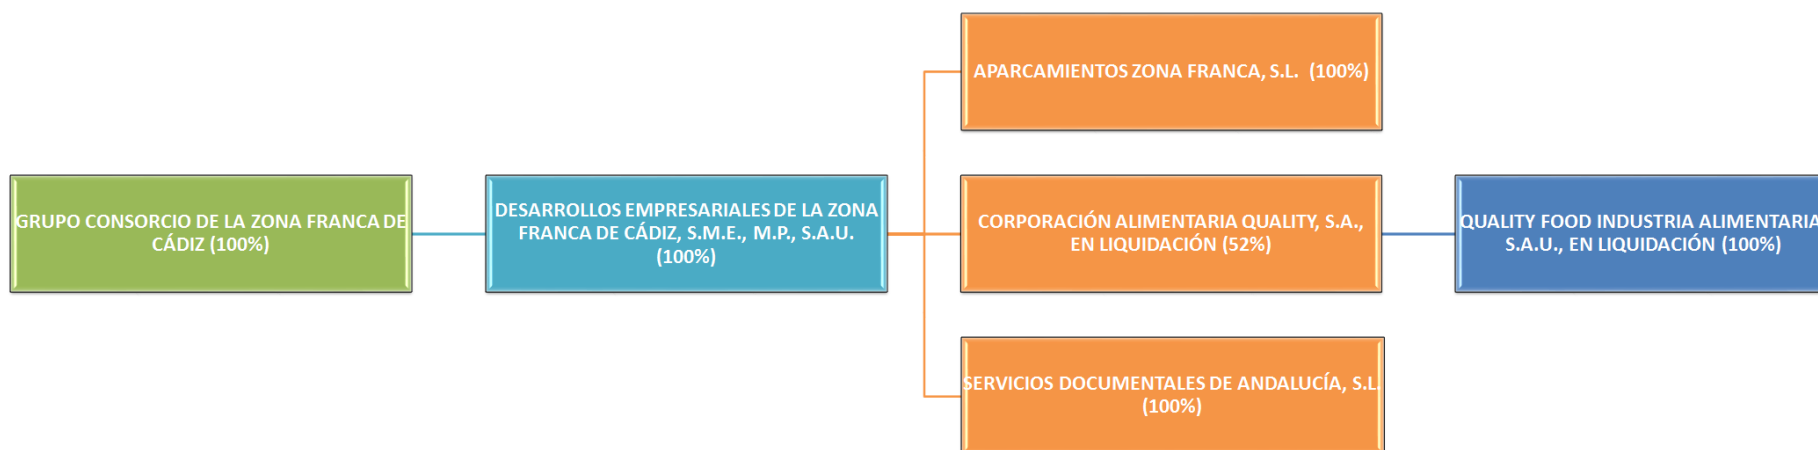 APARCAMIENTOS ZONA FRANCA, S.L. (100%)
GRUPO CONSORCIO DE LA ZONA FRANCA DE
CÁDIZ (100%)
DESARROLLOS EMPRESARIALES DE LA ZONA
FRANCA DE CÁDIZ, S.M.E., M.P., S.A.U.
(100%)
CORPORACIÓN ALIMENTARIA QUALITY, S.A.,
EN LIQUIDACIÓN (52%)
QUALITY FOOD INDUSTRIA ALIMENTARIA
S.A.U., EN LIQUIDACIÓN (100%)
SERVICIOS DOCUMENTALES DE ANDALUCÍA, S.L.
(100%)